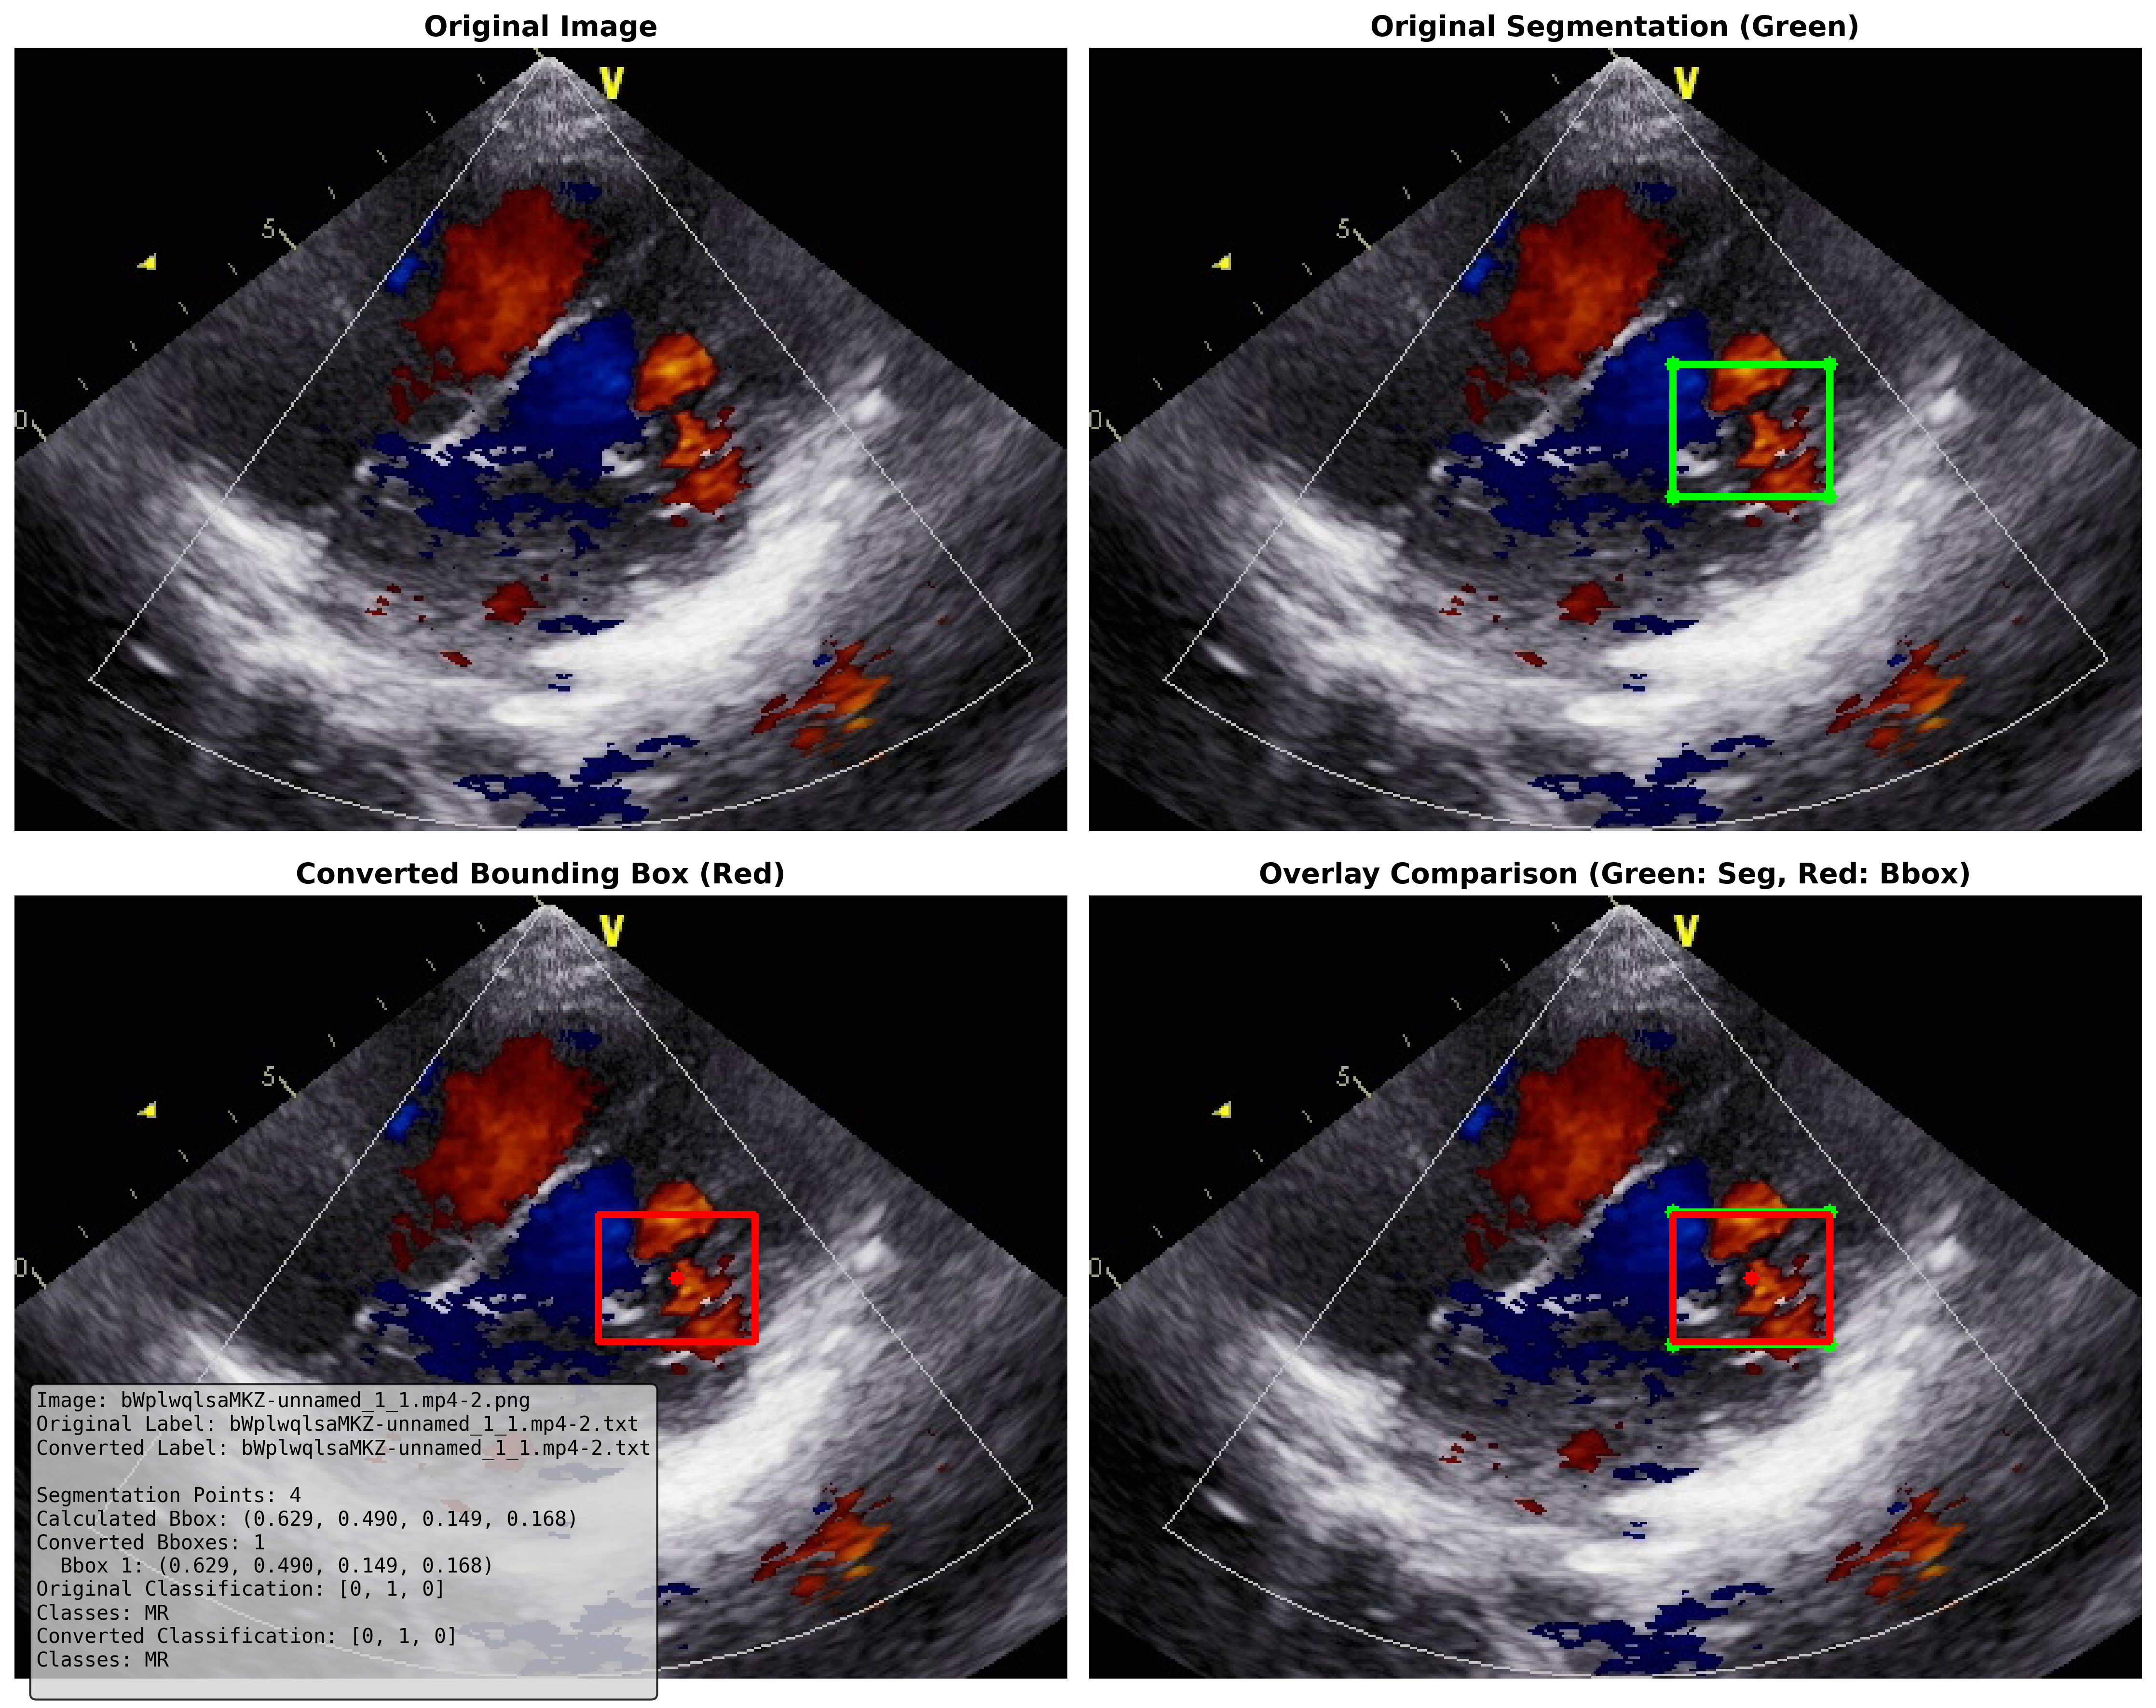 Original Image
Original Segmentation (Green)
V
5
0
V
5
0
Converted Bounding Box (Red)
Overlay Comparison (Green: Seg, Red: Bbox)
V
5
0
V
5
0
Image: bWplwqlsaMKZ-unnamed_1_1.mp4-2.png
Original Label: bWplwqlsaMKZ-unnamed_1_1.mp4-2.txt
Converted Label: bWplwqlsaMKZ-unnamed_1_1.mp4-2.txt
Segmentation Points: 4
Calculated Bbox: (0.629, 0.490, 0.149, 0.168)
Converted Bboxes: 1
Bbox 1: (0.629, 0.490, 0.149, 0.168)
Original Classification: [0, 1, 0]
Classes: MR
Converted Classification: [0, 1, 0]
Classes: MR